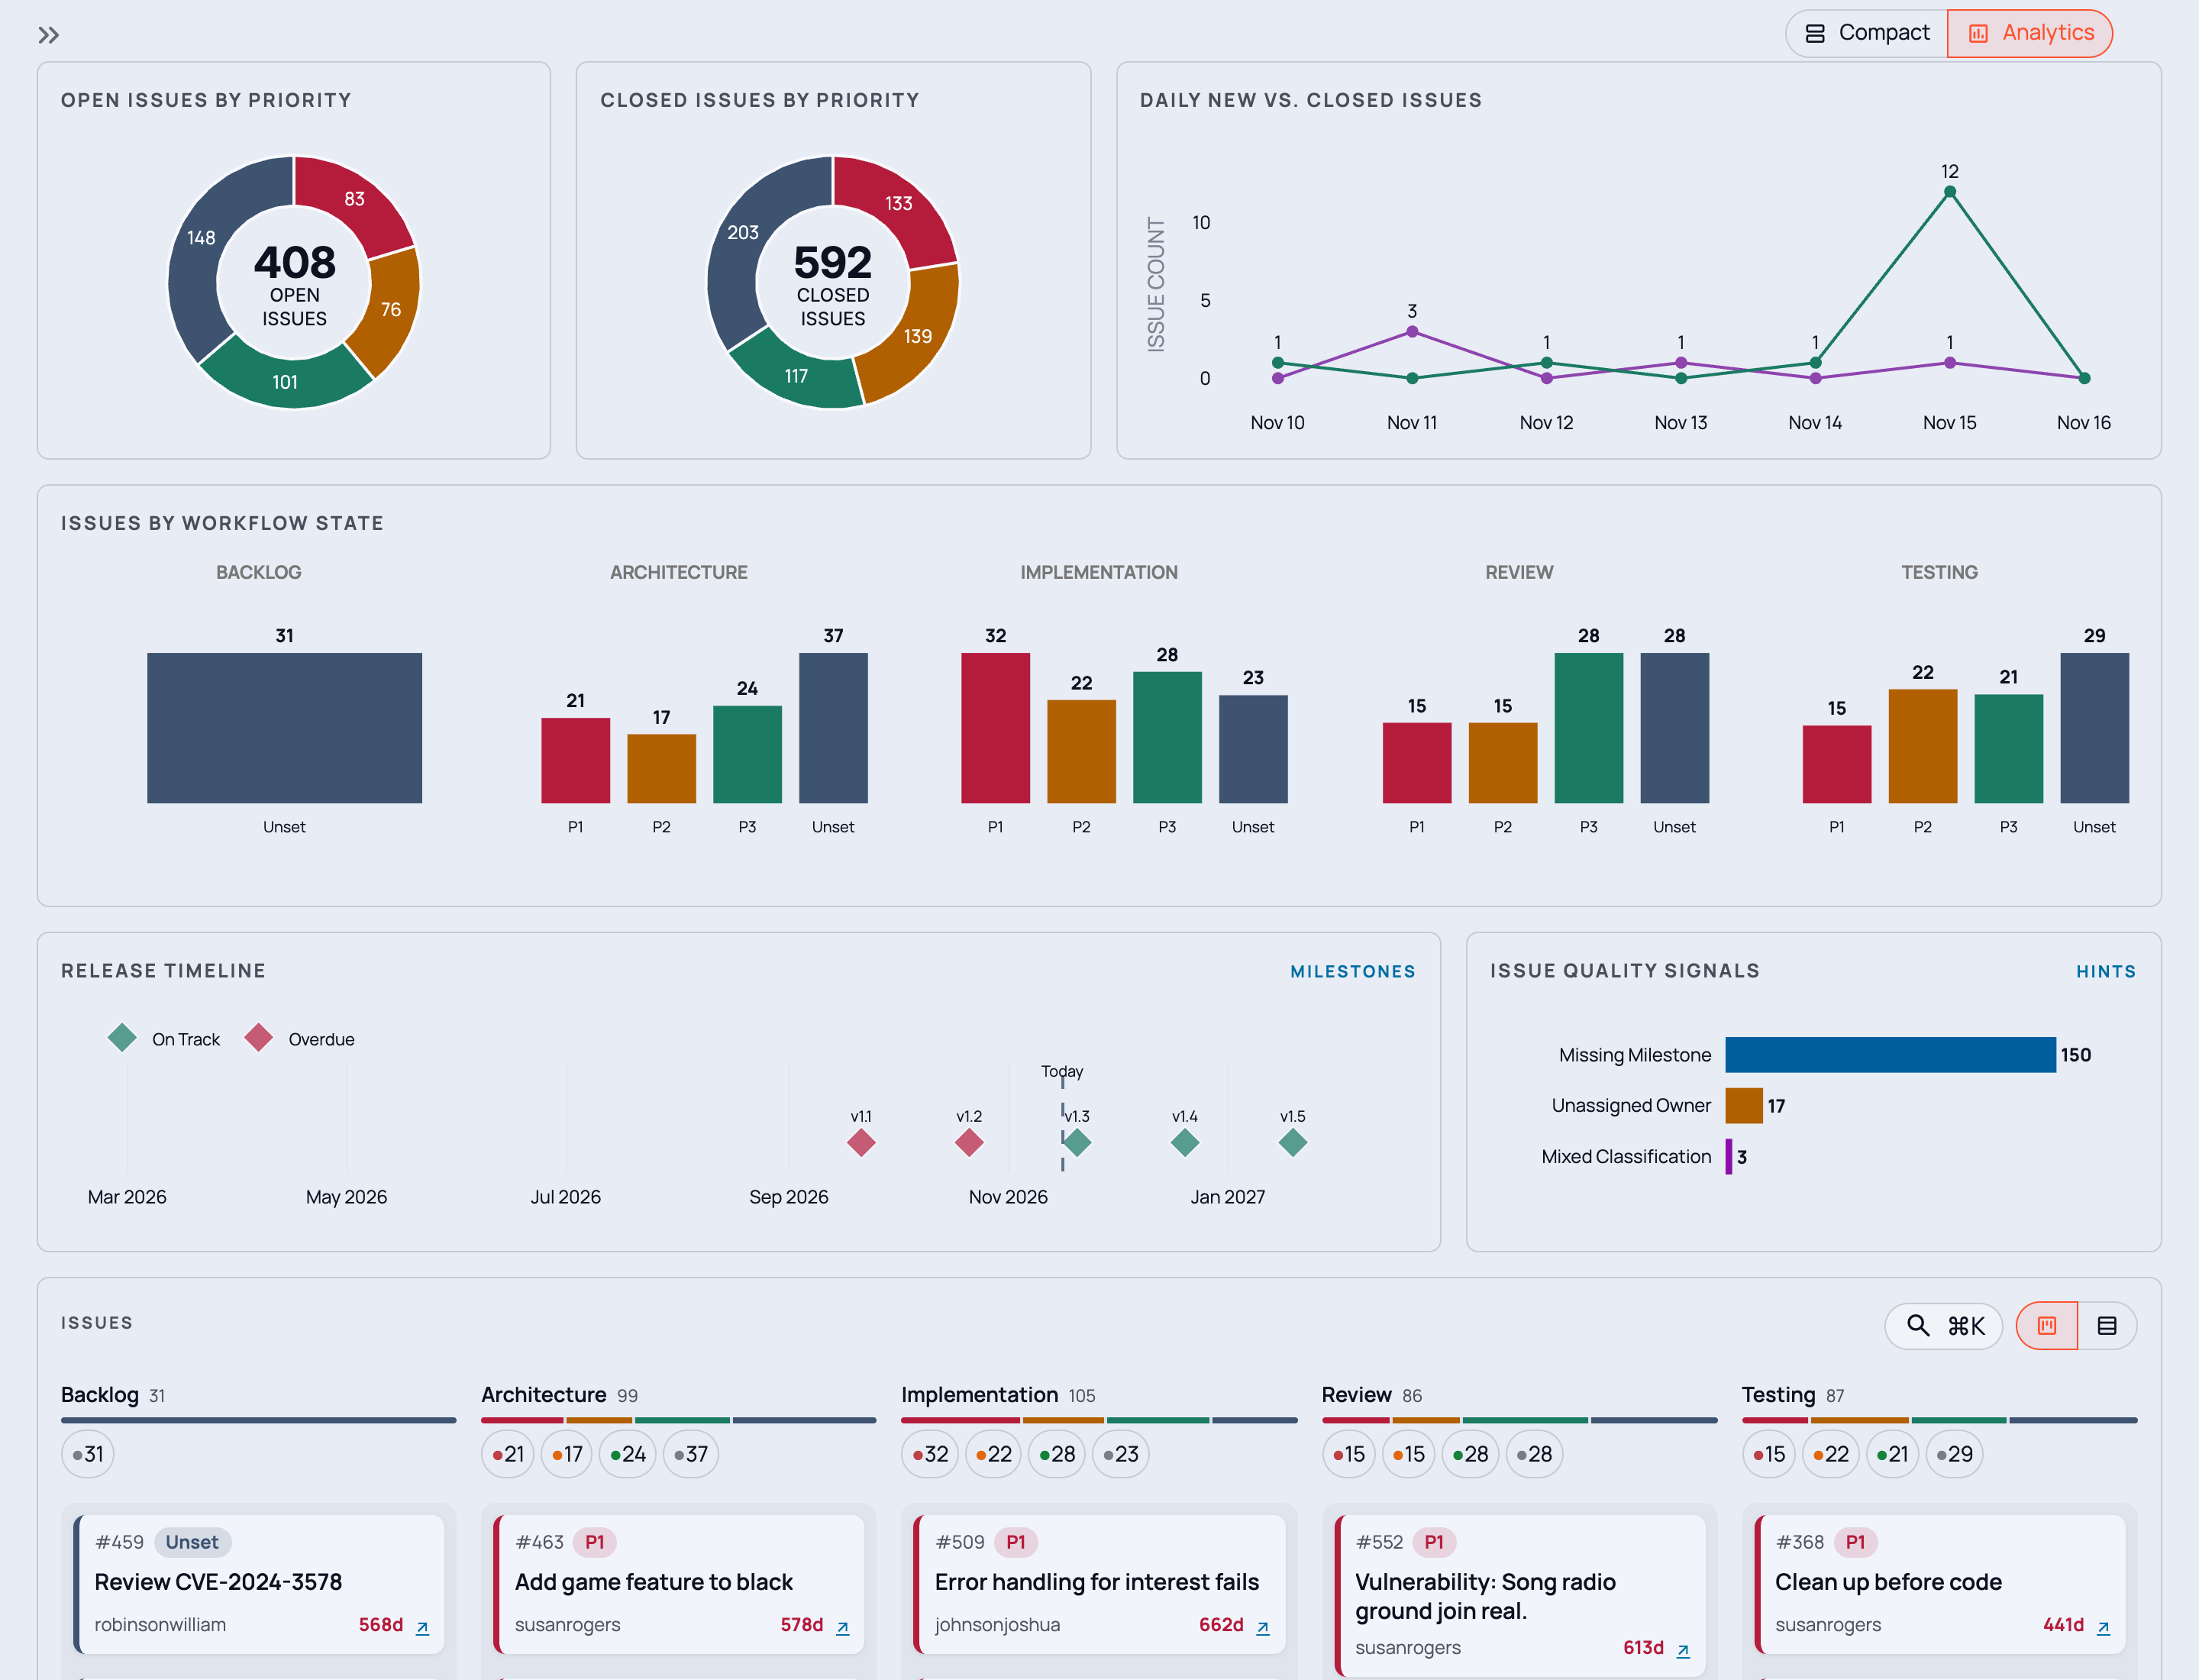 Compact
Analytics
OPEN ISSUES BY PRIORITY
83
148
408
OPEN
ISSUES
76
101
CLOSED ISSUES BY PRIORITY
133
203
592
CLOSED
ISSUES
139
117
DAILY NEW VS. CLOSED ISSUES
ISSUE COUNT
10
5
0
1
3
1
1
1
12
1
Nov 10
Nov 11
Nov 12
Nov 13
Nov 14
Nov 15
Nov 16
ISSUES BY WORKFLOW STATE
BACKLOG
31
Unset
ARCHITECTURE
21
17
24
37
P1
P2
P3
Unset
IMPLEMENTATION
32
22
28
23
P1
P2
P3
Unset
REVIEW
15
15
28
28
P1
P2
P3
Unset
TESTING
15
22
21
29
P1
P2
P3
Unset
RELEASE TIMELINE
MILESTONES
On Track
Overdue
Today
v1.1
v1.2
v1.3
v1.4
v1.5
Mar 2026
May 2026
Jul 2026
Sep 2026
Nov 2026
Jan 2027
ISSUE QUALITY SIGNALS
HINTS
Missing Milestone 150
Unassigned Owner 17
Mixed Classification 3
ISSUES
⌘K
Backlog 31
31
#459 Unset
Review CVE-2024-3578
robinsonwilliam 568d
Architecture 99
21 17 24 37
#463 P1
Add game feature to black
susanrogers 578d
Implementation 105
32 22 28 23
#509 P1
Error handling for interest fails
johnsonjoshua 662d
Review 86
15 15 28 28
#552 P1
Vulnerability: Song radio
ground join real.
susanrogers 613d
Testing 87
15 22 21 29
#368 P1
Clean up before code
susanrogers 441d